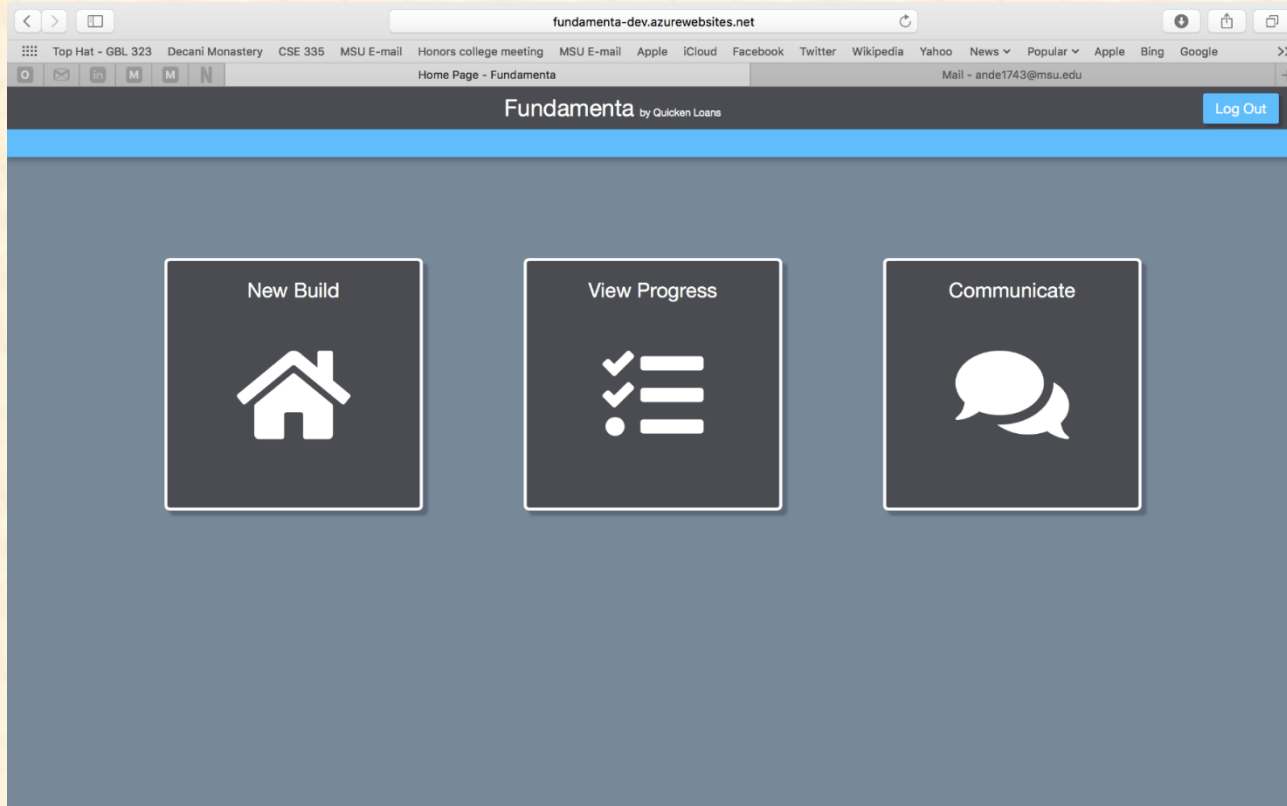 fundamenta-dev.azurewebsites.net
Top Hat - GBL 323 Decani Monastery CSE 335 MSU E-mail Honors college meeting MSU E-mail Apple iCloud Facebook Twitter Wikipedia Yahoo News Popular Apple Bing Google
O in M M N Home Page - Fundamenta Mail - ande1743@msu.edu
Fundamenta by Quicken Loans Log Out
New Build View Progress Communicate